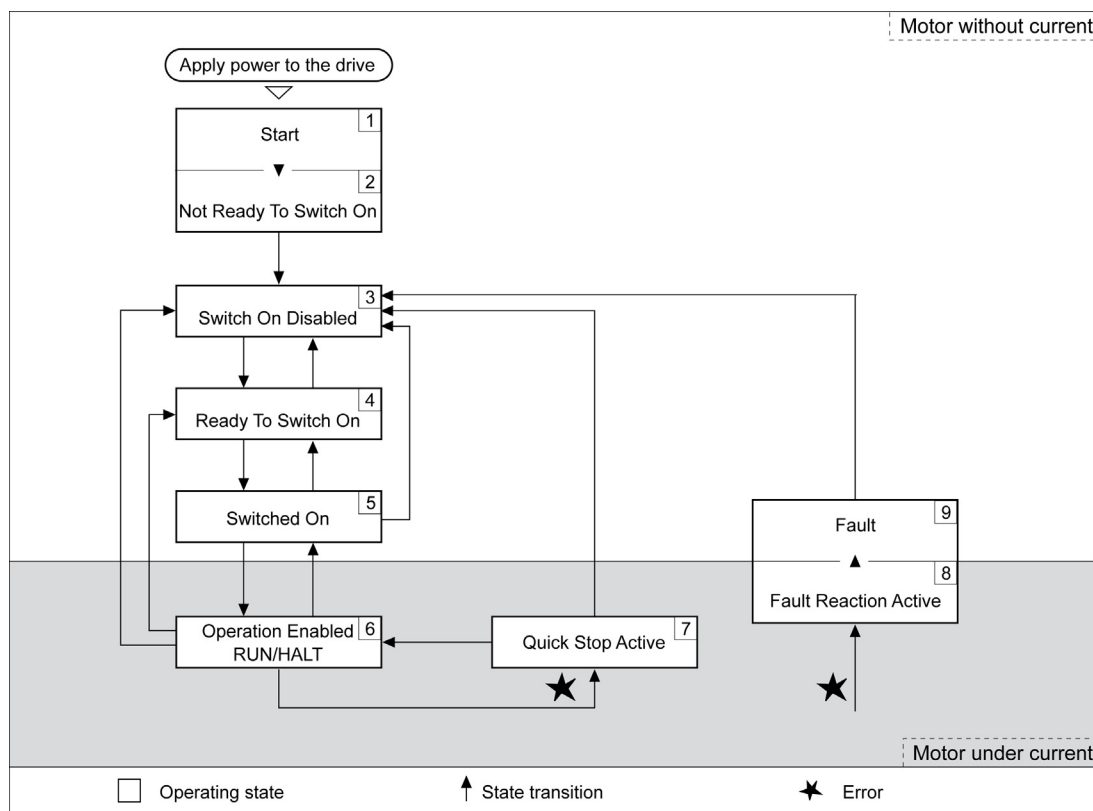 Motor without current
Apply power to the drive
1
Start
2
Not Ready To Switch On
3
Switch On Disabled
4
Ready To Switch On
5
Switched On
9
Fault
8
Fault Reaction Active
6
Operation Enabled
RUN/HALT
7
Quick Stop Active
Motor under current
Operating state
State transition
Error